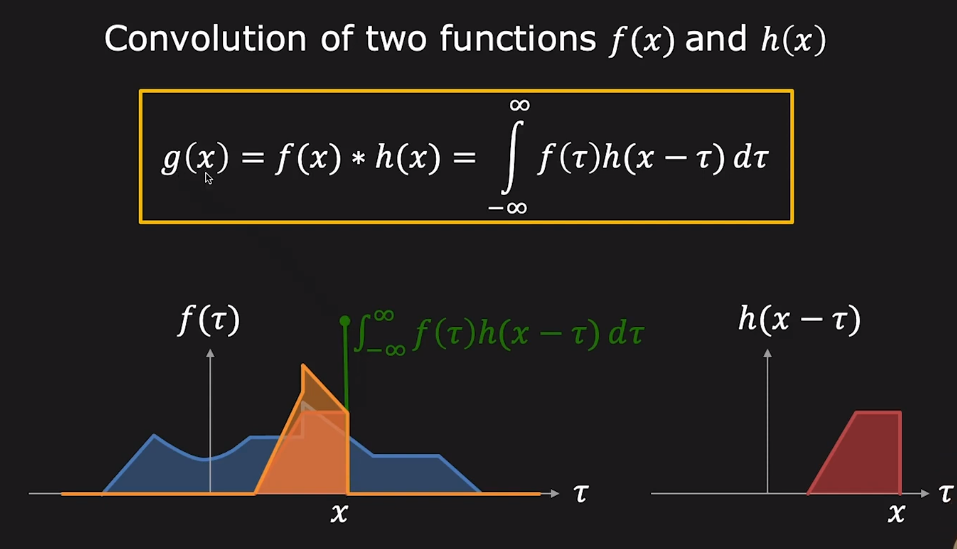 Convolution of two functions f(x) and h(x)
g(x) = f(x) * h(x) = ∫_{-∞}^{∞} f(τ)h(x − τ) dτ
f(τ)
∫_{-∞}^{∞} f(τ)h(x − τ) dτ
h(x − τ)
τ
x
τ
x